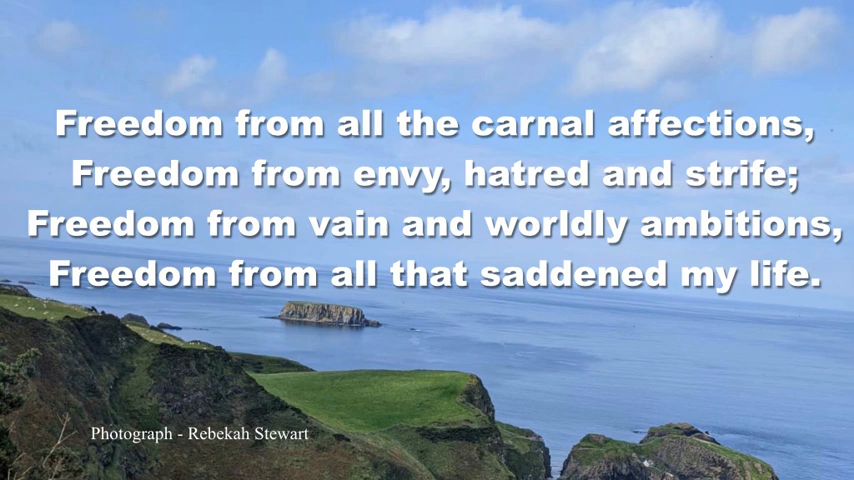 Freedom from all the carnal affections,
Freedom from envy, hatred and strife;
Freedom from vain and worldly ambitions,
Freedom from all that saddened my life.
Photograph - Rebekah Stewart